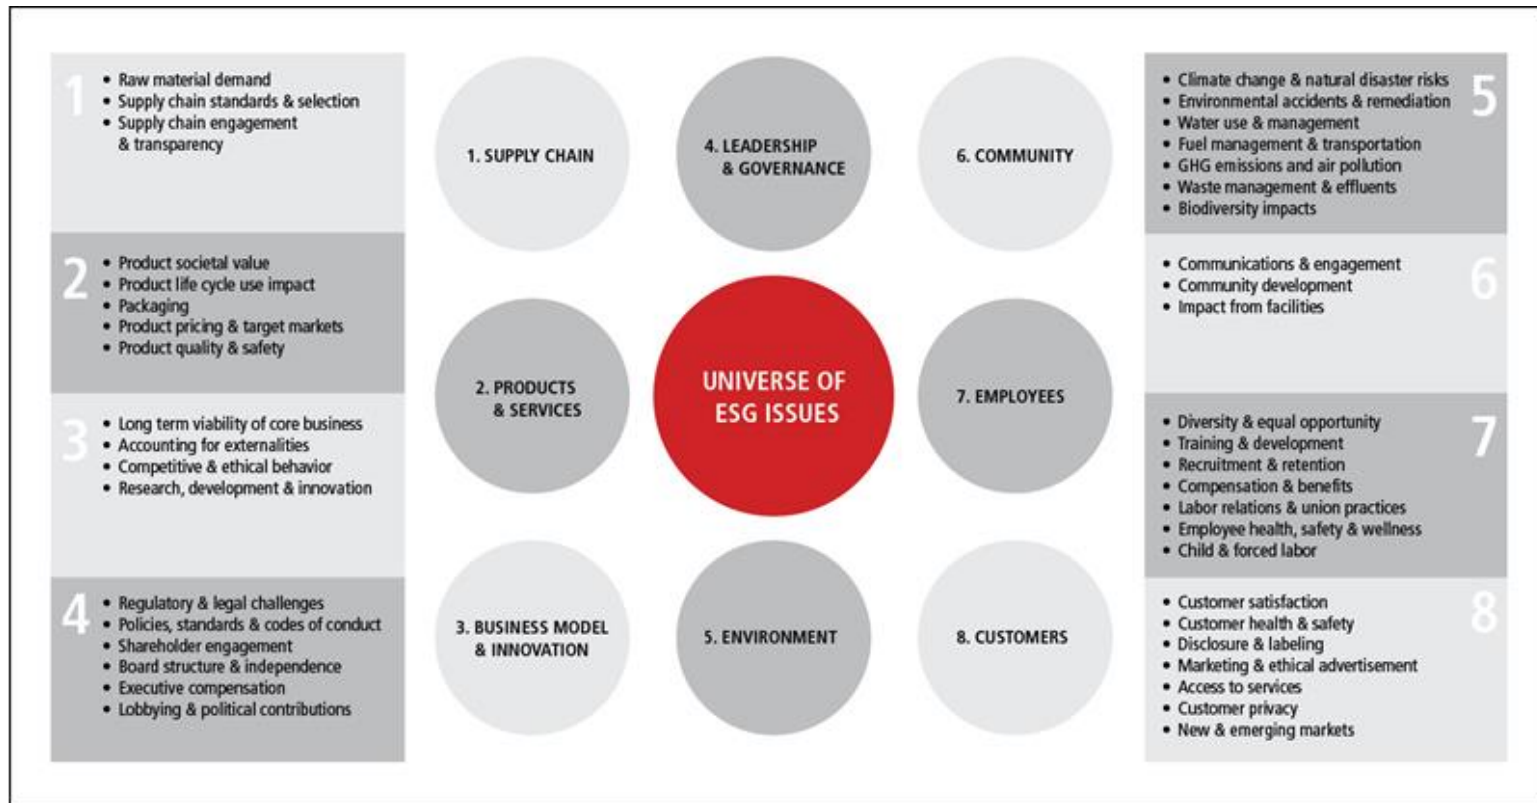 1
• Raw material demand
• Supply chain standards & selection
• Supply chain engagement
& transparency
2
• Product societal value
• Product life cycle use impact
• Packaging
• Product pricing & target markets
• Product quality & safety
3
• Long term viability of core business
• Accounting for externalities
• Competitive & ethical behavior
• Research, development & innovation
4
• Regulatory & legal challenges
• Policies, standards & codes of conduct
• Shareholder engagement
• Board structure & independence
• Executive compensation
• Lobbying & political contributions
1. SUPPLY CHAIN
2. PRODUCTS
& SERVICES
3. BUSINESS MODEL
& INNOVATION
4. LEADERSHIP
& GOVERNANCE
UNIVERSE OF
ESG ISSUES
5. ENVIRONMENT
6. COMMUNITY
7. EMPLOYEES
8. CUSTOMERS
5
• Climate change & natural disaster risks
• Environmental accidents & remediation
• Water use & management
• Fuel management & transportation
• GHG emissions and air pollution
• Waste management & effluents
• Biodiversity impacts
6
• Communications & engagement
• Community development
• Impact from facilities
7
• Diversity & equal opportunity
• Training & development
• Recruitment & retention
• Compensation & benefits
• Labor relations & union practices
• Employee health, safety & wellness
• Child & forced labor
8
• Customer satisfaction
• Customer health & safety
• Disclosure & labeling
• Marketing & ethical advertisement
• Access to services
• Customer privacy
• New & emerging markets